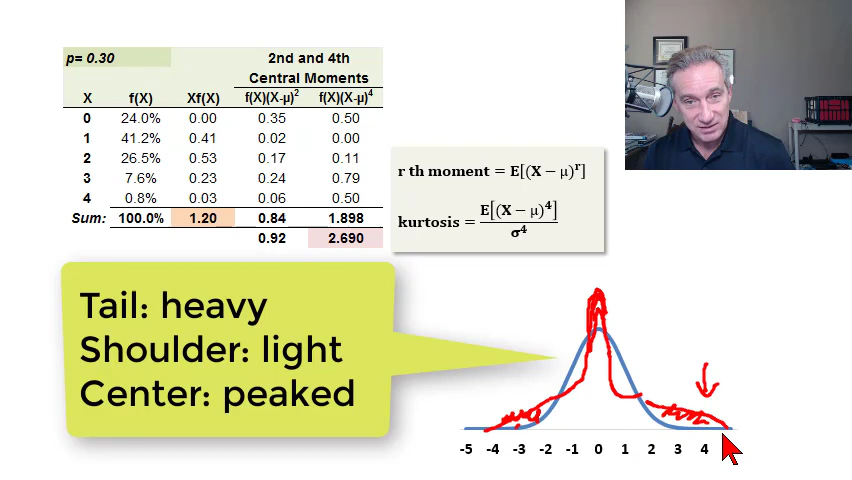 p= 0.30 2nd and 4th
Central Moments
X f(X) Xf(X) f(X)(X-μ)² f(X)(X-μ)⁴
0 24.0% 0.00 0.35 0.50
1 41.2% 0.41 0.02 0.00
2 26.5% 0.53 0.17 0.11
3 7.6% 0.23 0.24 0.79
4 0.8% 0.03 0.06 0.50
Sum: 100.0% 1.20 0.84 1.898
0.92 2.690
r th moment = E[(X − μ)ʳ]
kurtosis = E[(X − μ)⁴] / σ⁴
Tail: heavy
Shoulder: light
Center: peaked
-5 -4 -3 -2 -1 0 1 2 3 4